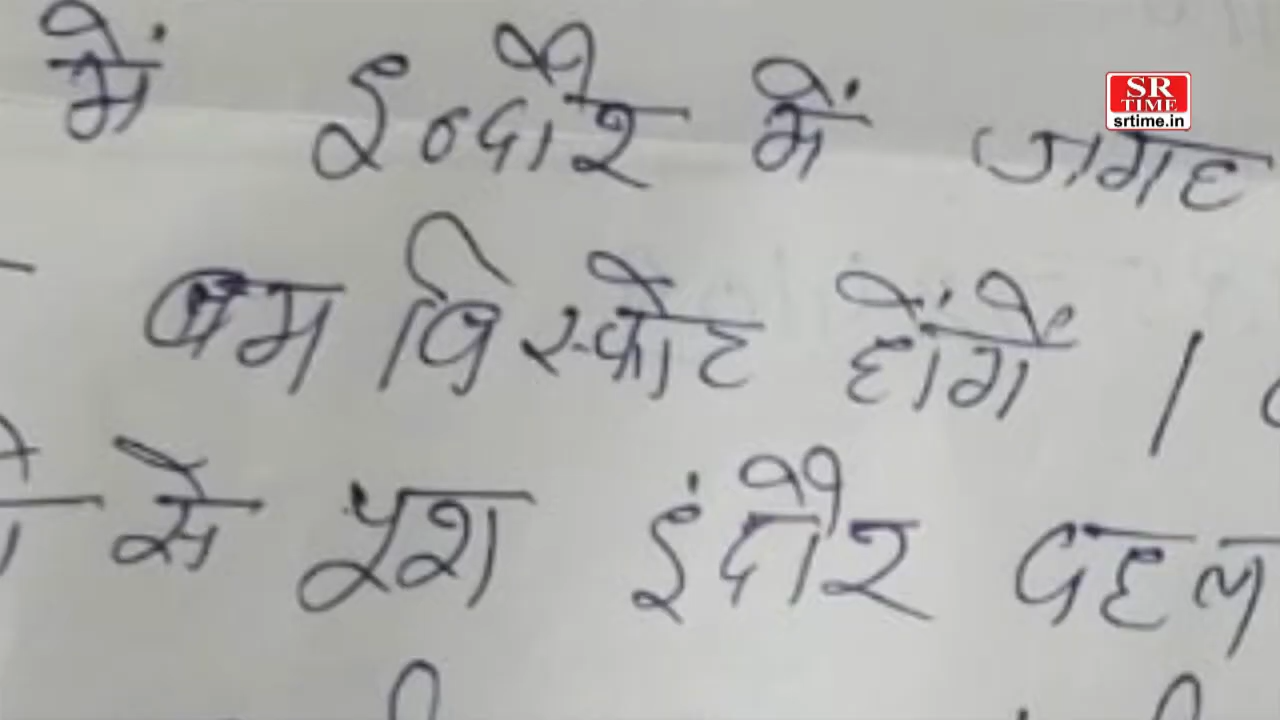 में इन्दौर में जगह
बम विस्फोट होंगें ।
से पूरा इंदौर दहल
SR
TIME
srtime.in